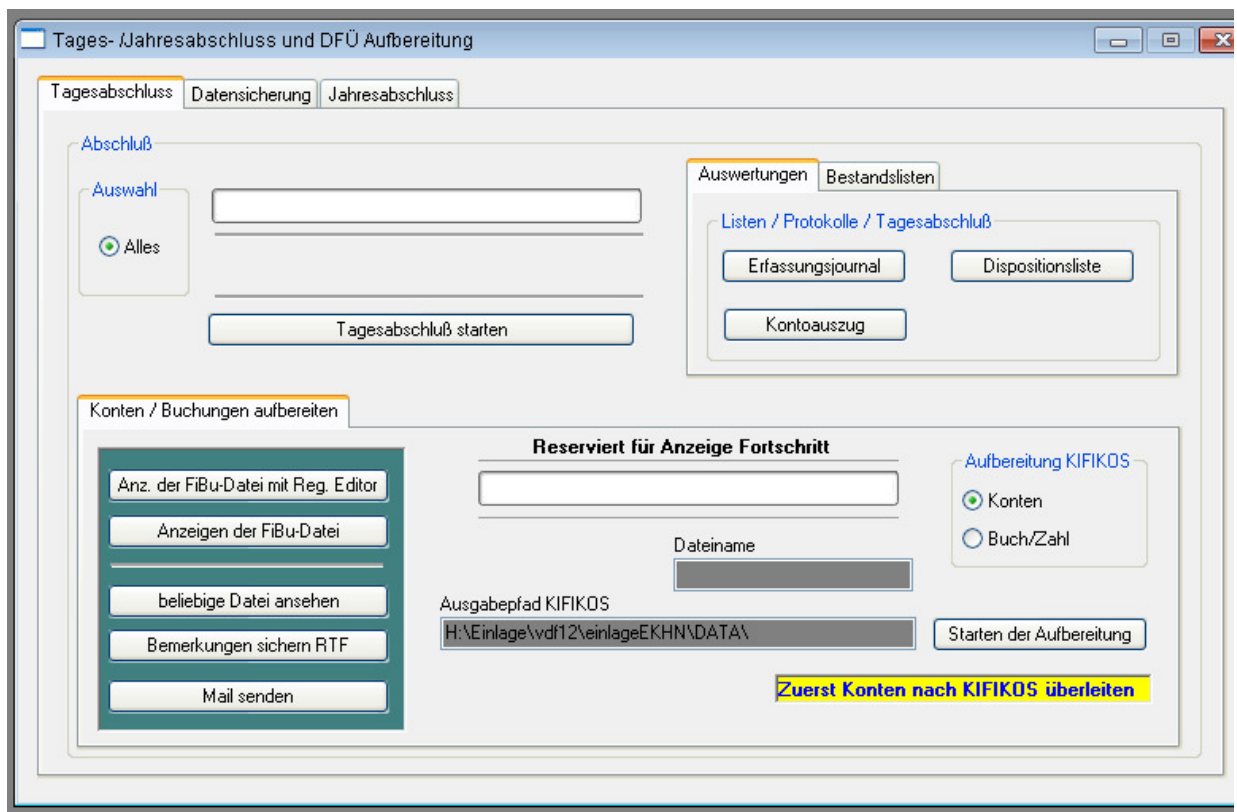 Tages- /Jahresabschluss und DFÜ Aufbereitung
Tagesabschluss Datensicherung Jahresabschluss
Abschluß
Auswahl
Alles
Tagesabschluß starten
Auswertungen Bestandslisten
Listen / Protokolle / Tagesabschluß
Erfassungsjournal Dispositionsliste
Kontoauszug
Konten / Buchungen aufbereiten
Anz. der FiBu-Datei mit Reg. Editor
Anzeigen der FiBu-Datei
beliebige Datei ansehen
Bemerkungen sichern RTF
Mail senden
Reserviert für Anzeige Fortschritt
Dateiname
Ausgabepfad KIFIKOS
H:\Einlage\vdf12\einlageEKHN\DATA\
Aufbereitung KIFIKOS
Konten
Buch/Zahl
Starten der Aufbereitung
Zuerst Konten nach KIFIKOS überleiten